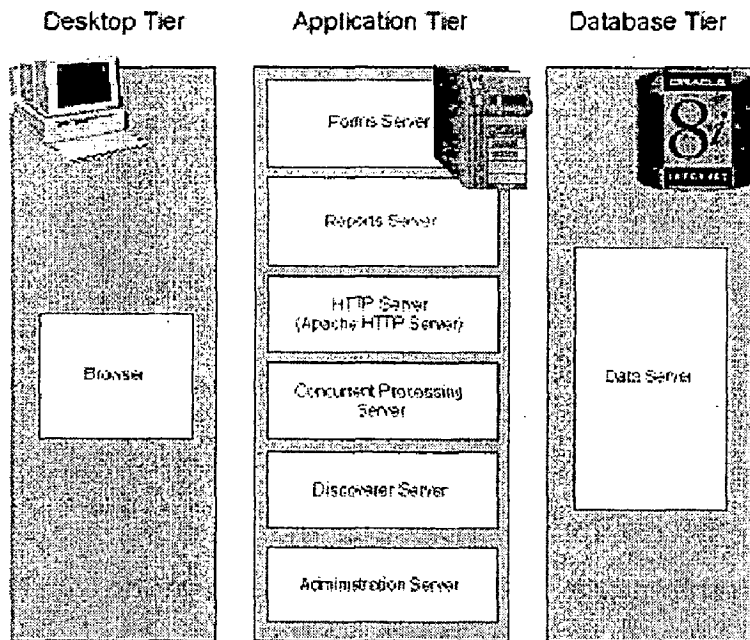 Desktop Tier
Application Tier
Database Tier
Forms Server
Reports Server
HTTP Server
(Apache HTTP Server)
Concurrent Processing
Server
Discoverer Server
Administration Server
Browser
ORACLE
8i
INTERNET
Data Server